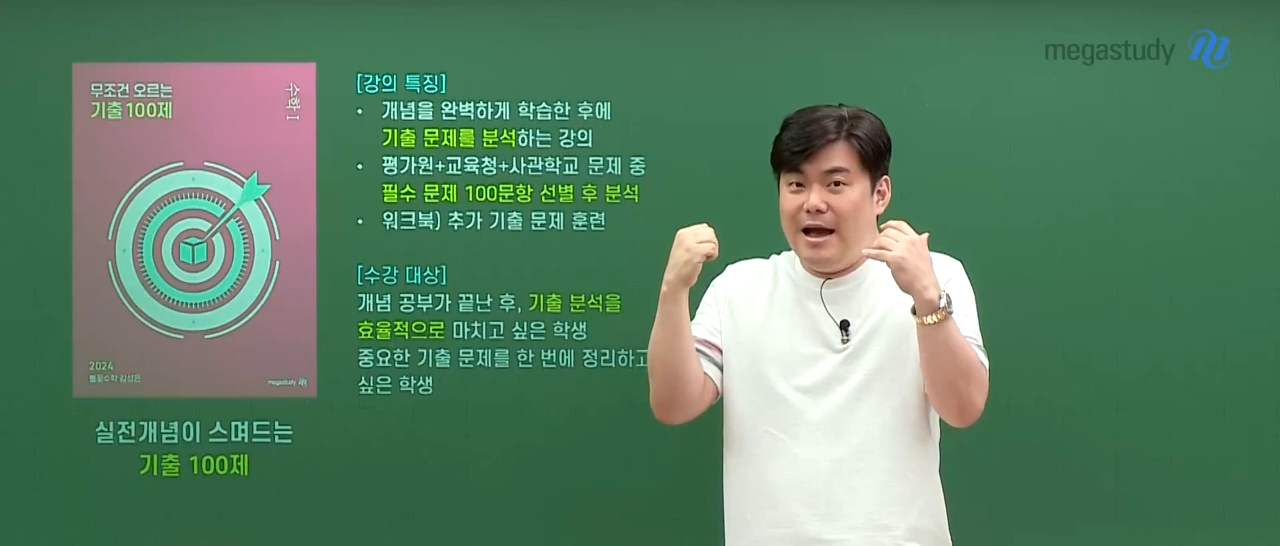 megastudy
무조건 오르는
기출 100제
수학 I
2024
불꽃수학 김성은
megastudy
실전개념이 스며드는
기출 100제
[강의 특징]
• 개념을 완벽하게 학습한 후에
기출 문제를 분석하는 강의
• 평가원+교육청+사관학교 문제 중
필수 문제 100문항 선별 후 분석
• 워크북) 추가 기출 문제 훈련
[수강 대상]
개념 공부가 끝난 후, 기출 분석을
효율적으로 마치고 싶은 학생
중요한 기출 문제를 한 번에 정리하고
싶은 학생